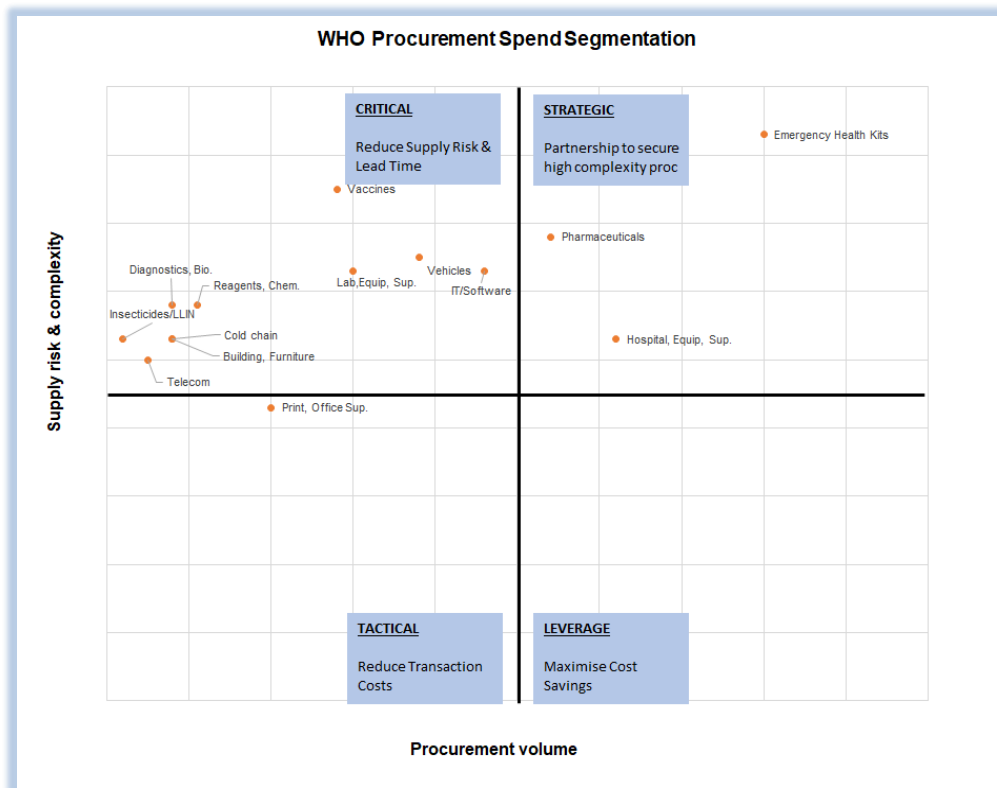 WHO Procurement Spend Segmentation
CRITICAL
Reduce Supply Risk &
Lead Time
STRATEGIC
Partnership to secure
high complexity proc
Emergency Health Kits
Vaccines
Pharmaceuticals
Vehicles
Lab,Equip, Sup.
IT/Software
Diagnostics, Bio.
Reagents, Chem.
Insecticides/LLIN
Cold chain
Building, Furniture
Hospital, Equip, Sup.
Telecom
Print, Office Sup.
Supply risk & complexity
TACTICAL
Reduce Transaction
Costs
LEVERAGE
Maximise Cost
Savings
Procurement volume